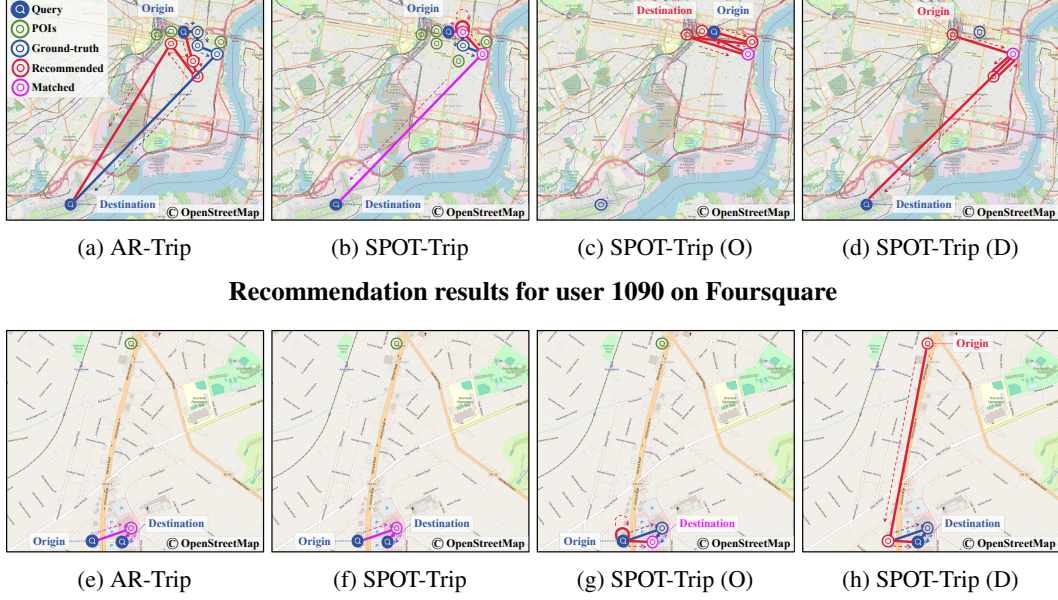 Query
POIs
Ground-truth
Recommended
Matched
Origin
Destination
© OpenStreetMap
Origin
Destination
© OpenStreetMap
Destination
Origin
© OpenStreetMap
Origin
Destination
© OpenStreetMap
(a) AR-Trip
(b) SPOT-Trip
(c) SPOT-Trip (O)
(d) SPOT-Trip (D)
Recommendation results for user 1090 on Foursquare
Origin
Destination
© OpenStreetMap
Origin
Destination
© OpenStreetMap
Origin
Destination
© OpenStreetMap
Origin
Destination
© OpenStreetMap
(e) AR-Trip
(f) SPOT-Trip
(g) SPOT-Trip (O)
(h) SPOT-Trip (D)